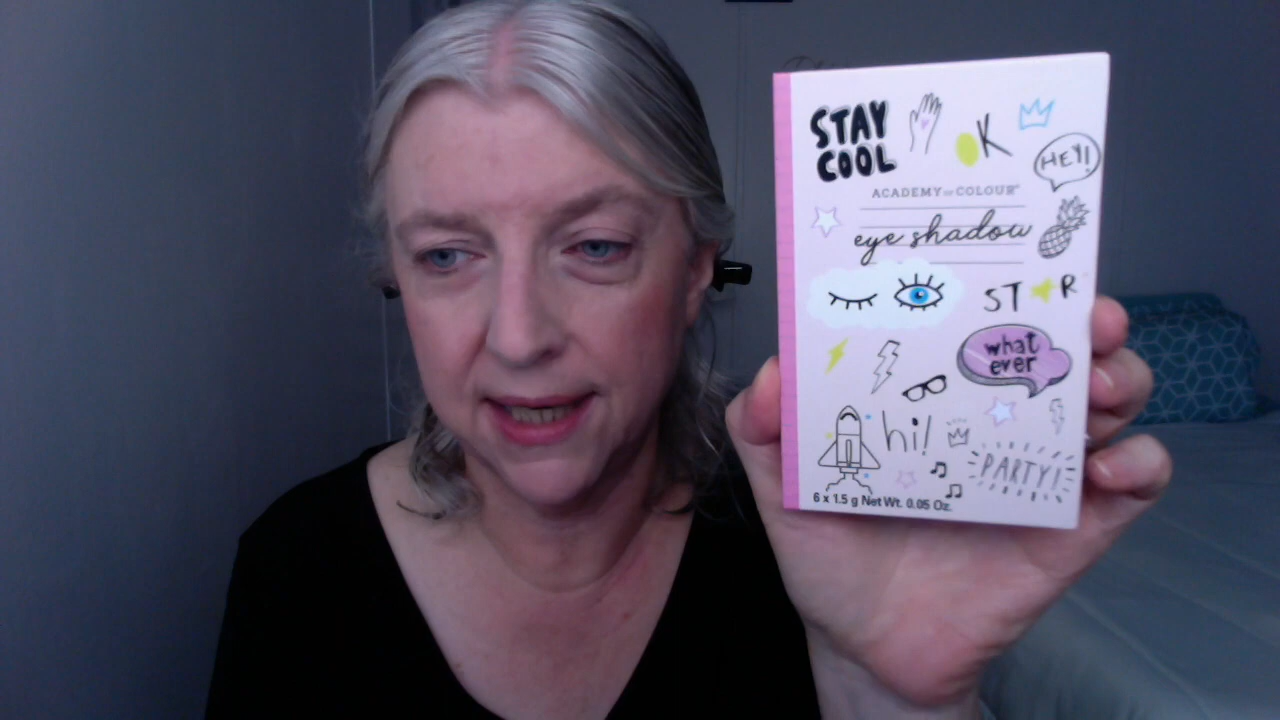 STAY
COOL
OK
HEY!
ACADEMY OF COLOUR®
eye shadow
ST R
what
ever
hi!
PARTY!
6 x 1.5 g Net Wt. 0.05 Oz.